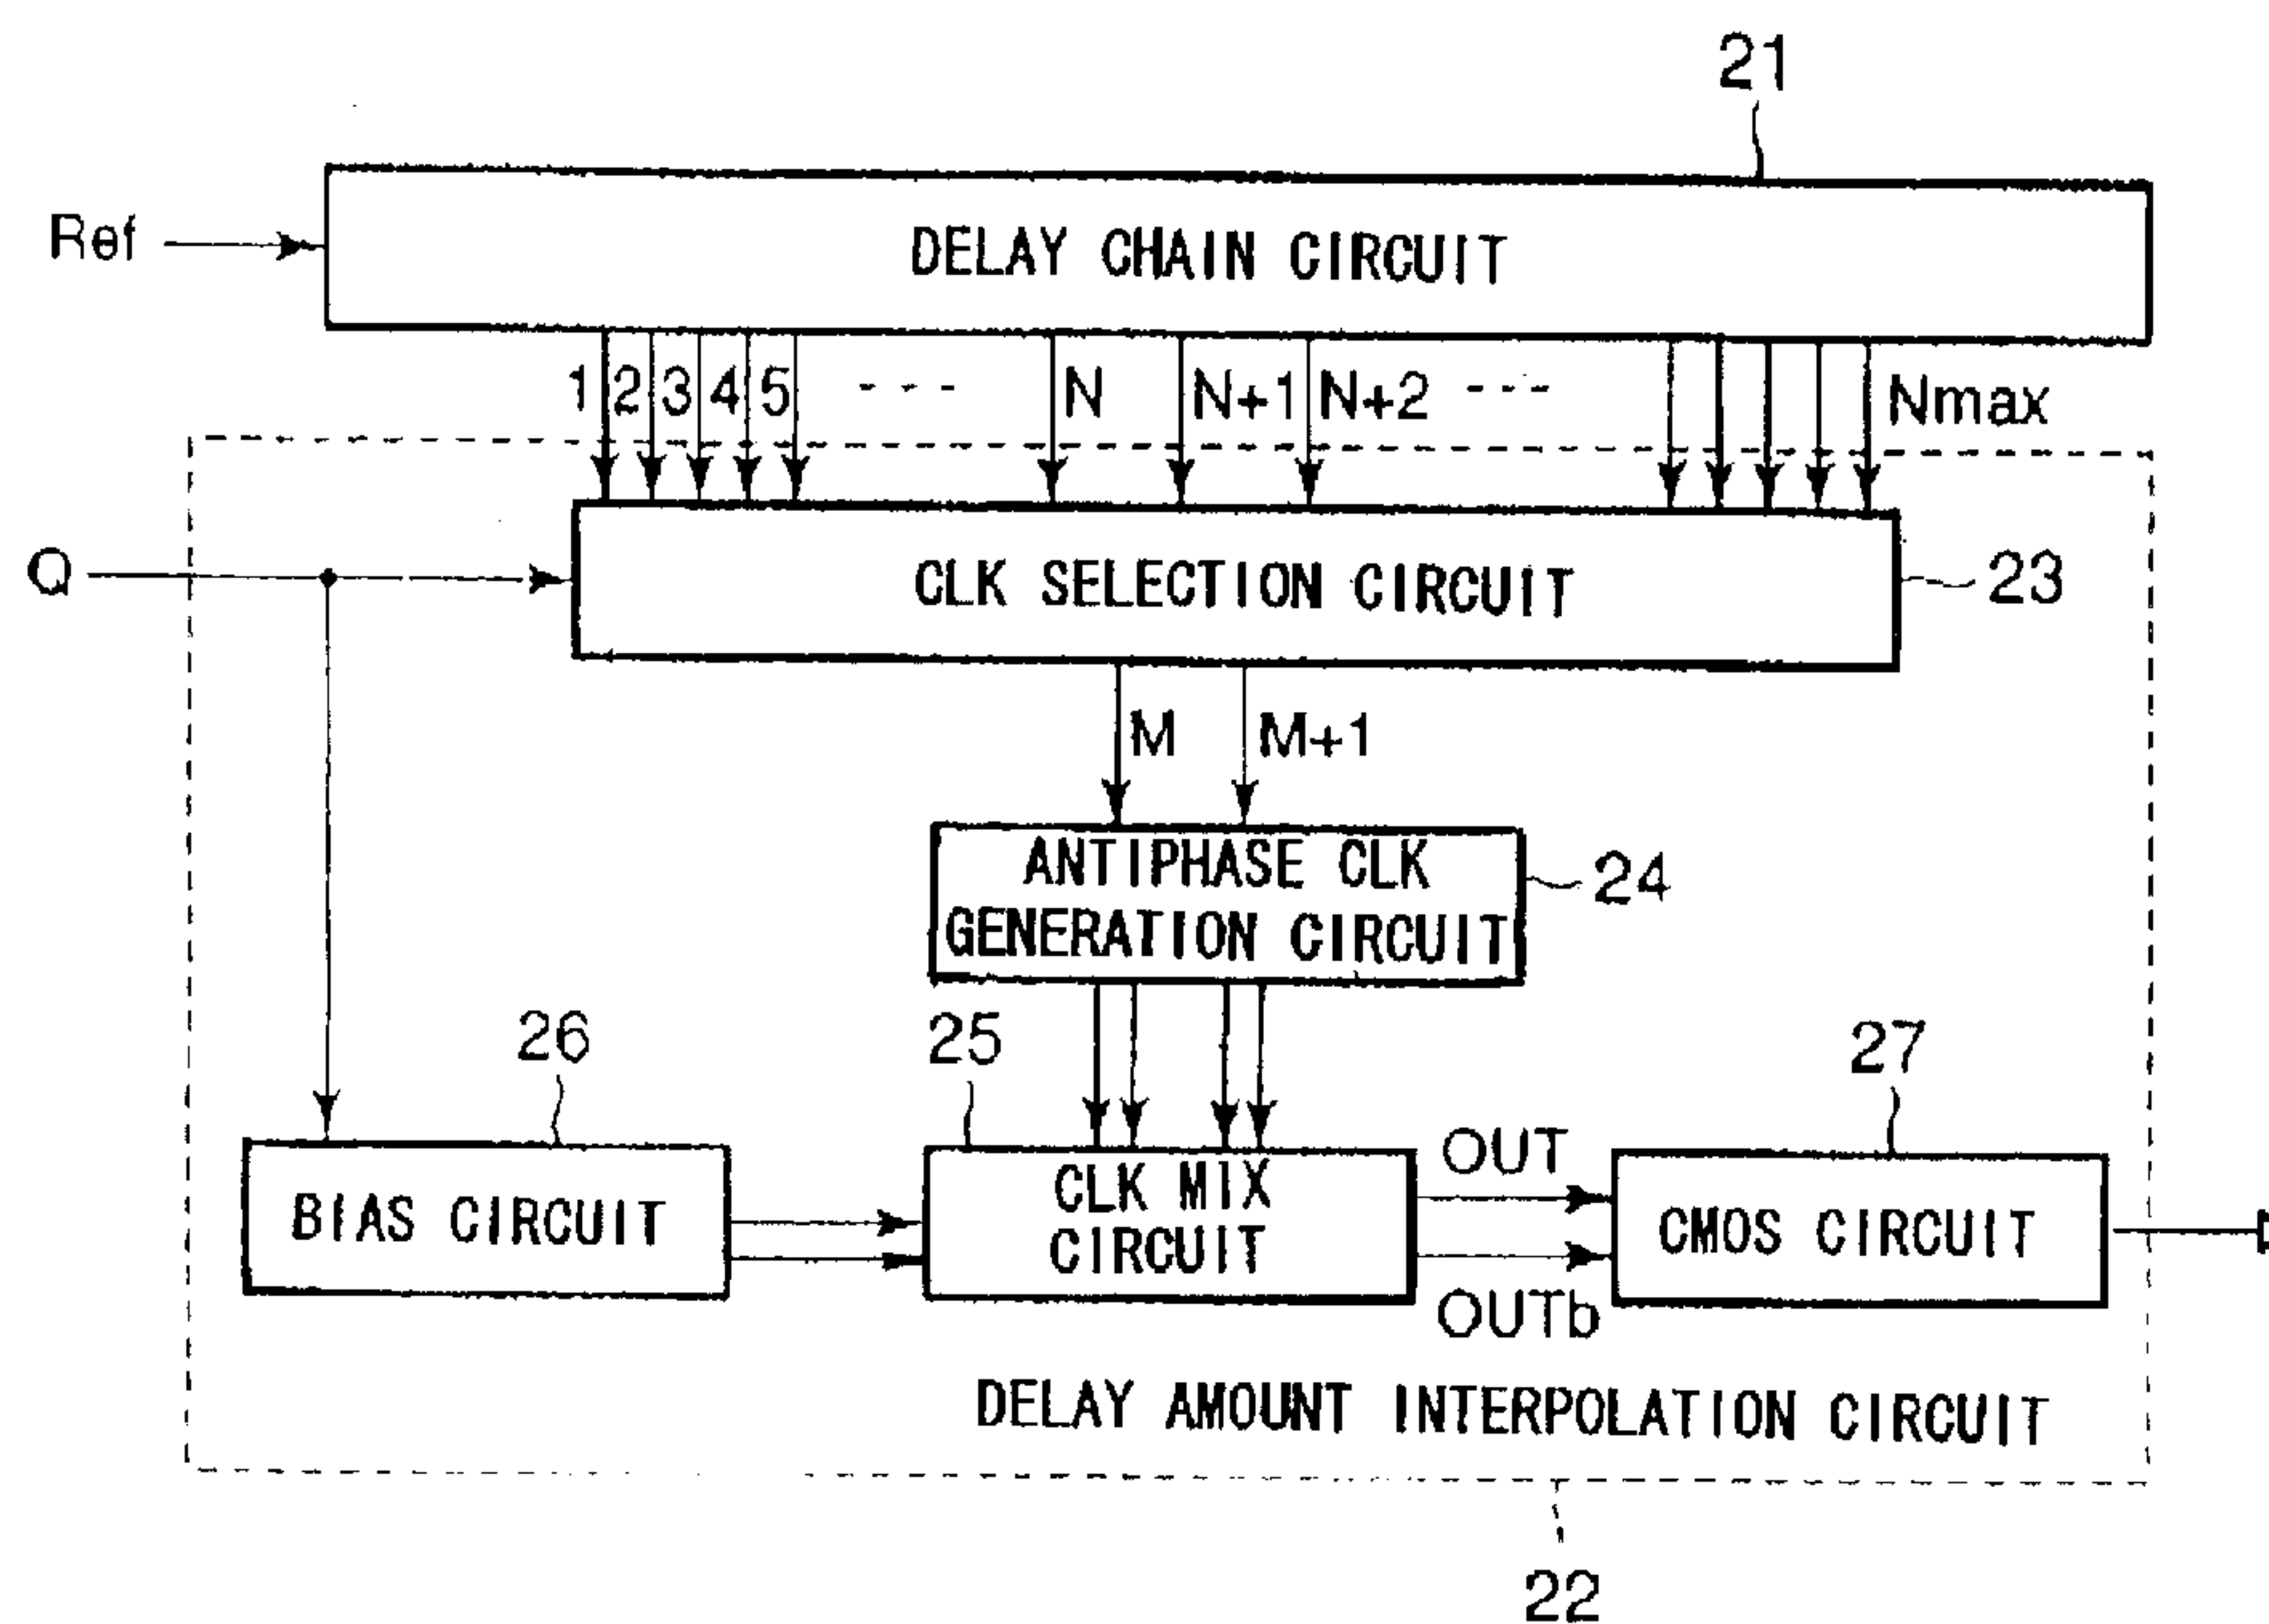 21
Ref
DELAY CHAIN CIRCUIT
1 2 3 4 5 --- N N+1 N+2 --- Nmax
Q
CLK SELECTION CIRCUIT
23
M M+1
ANTIPHASE CLK
GENERATION CIRCUIT
24
26
25
27
BIAS CIRCUIT
CLK MIX
CIRCUIT
OUT
OUTb
CMOS CIRCUIT
DELAY AMOUNT INTERPOLATION CIRCUIT
22